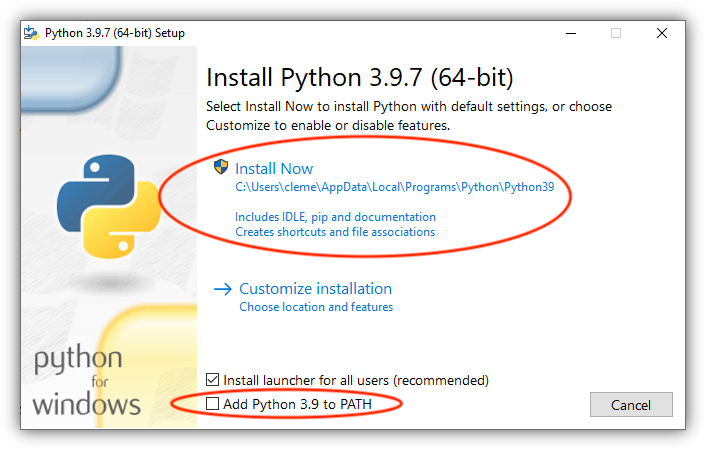 Python 3.9.7 (64-bit) Setup
Install Python 3.9.7 (64-bit)
Select Install Now to install Python with default settings, or choose
Customize to enable or disable features.
Install Now
C:\Users\cleme\AppData\Local\Programs\Python\Python39
Includes IDLE, pip and documentation
Creates shortcuts and file associations
Customize installation
Choose location and features
python
for
windows
Install launcher for all users (recommended)
Add Python 3.9 to PATH
Cancel